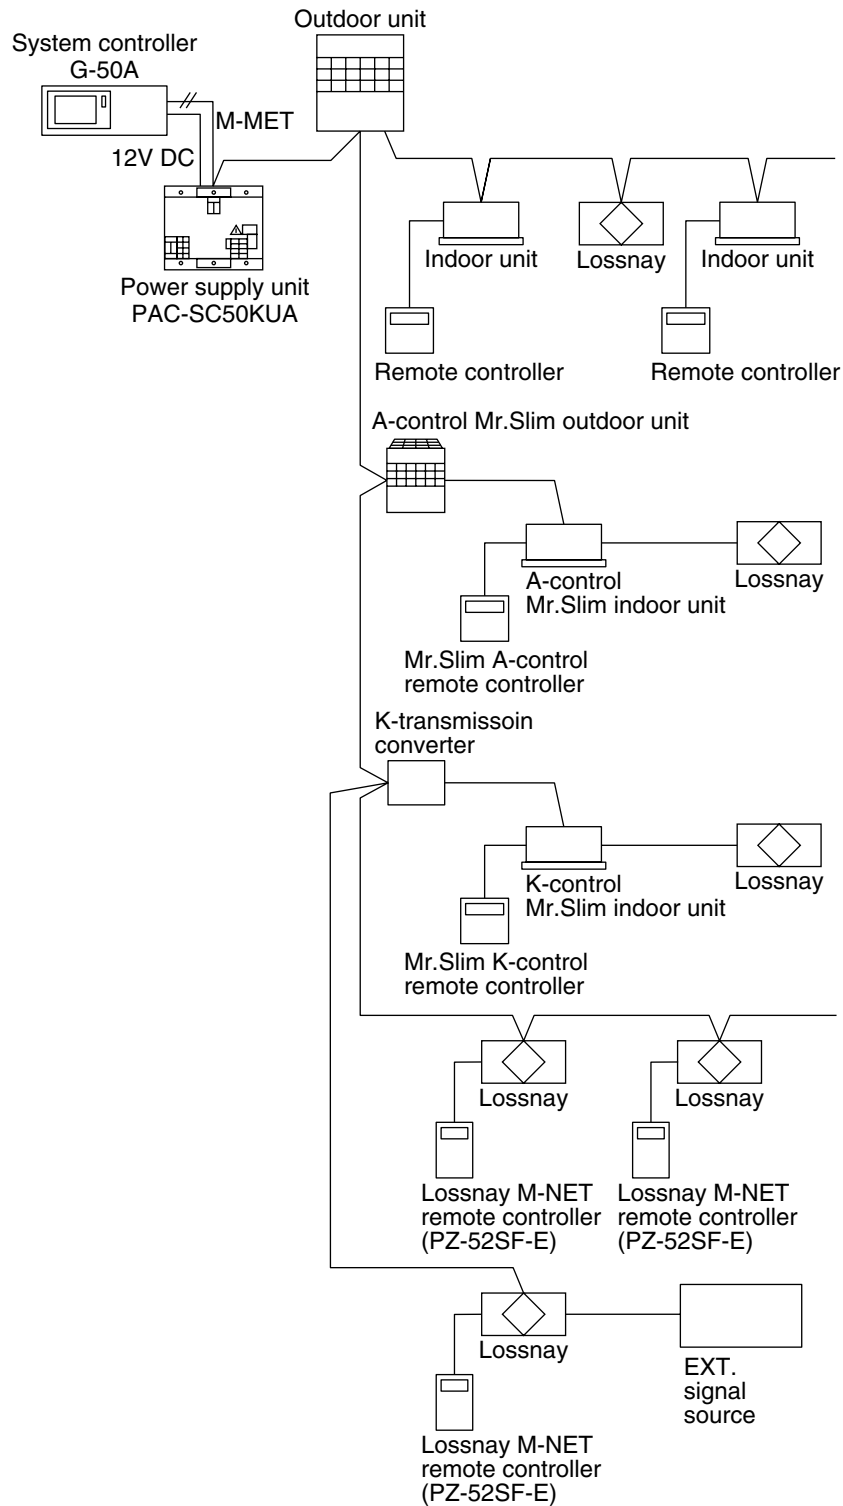 Outdoor unit
System controller
G-50A
M-MET
12V DC
Power supply unit
PAC-SC50KUA
Indoor unit
Lossnay
Indoor unit
Remote controller
Remote controller
A-control Mr.Slim outdoor unit
A-control
Mr.Slim indoor unit
Lossnay
Mr.Slim A-control
remote controller
K-transmissoin
converter
K-control
Mr.Slim indoor unit
Lossnay
Mr.Slim K-control
remote controller
Lossnay
Lossnay
Lossnay M-NET
remote controller
(PZ-52SF-E)
Lossnay M-NET
remote controller
(PZ-52SF-E)
Lossnay
EXT.
signal
source
Lossnay M-NET
remote controller
(PZ-52SF-E)